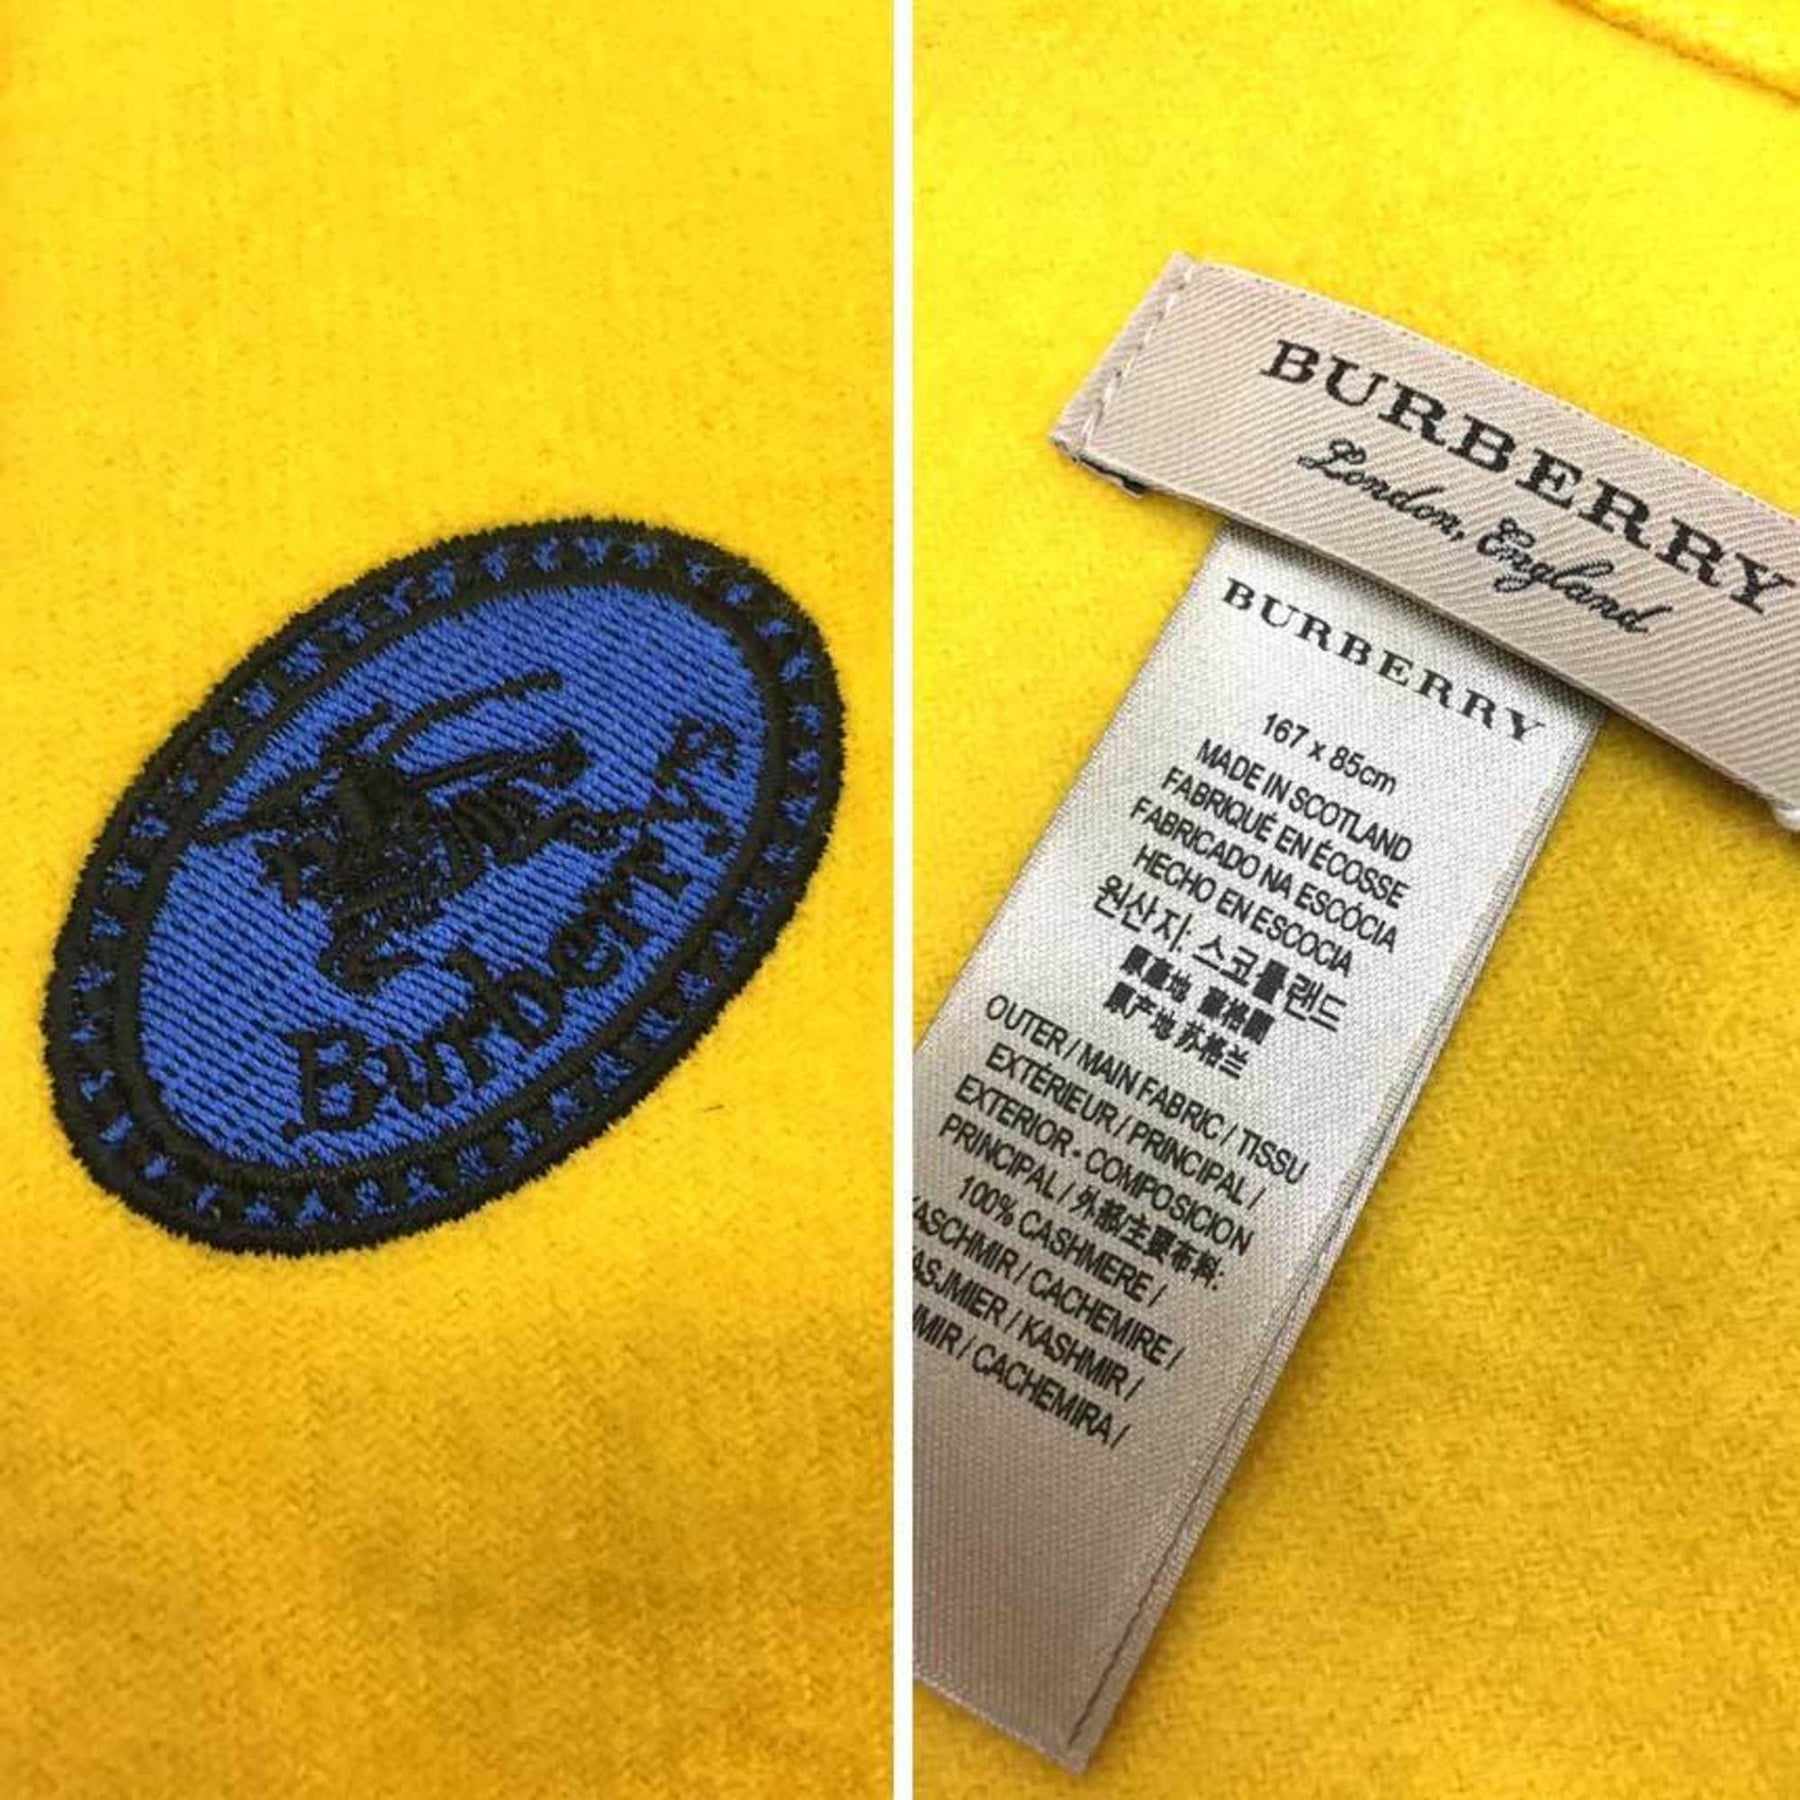 Burberrys
BURBERRY
London, England
BURBERRY
167 x 85cm
MADE IN SCOTLAND
FABRIQUÉ EN ÉCOSSE
FABRICADO NA ESCÓCIA
HECHO EN ESCOCIA
원산지: 스코틀랜드
原產地 蘇格蘭
原产地 苏格兰
OUTER / MAIN FABRIC / TISSU
EXTÉRIEUR / PRINCIPAL /
EXTERIOR - COMPOSICION
PRINCIPAL / 外部/主要布料:
100% CASHMERE /
ASCHMIR / CACHEMIRE /
ASJMIER / KASHMIR /
MIR / CACHEMIRA /